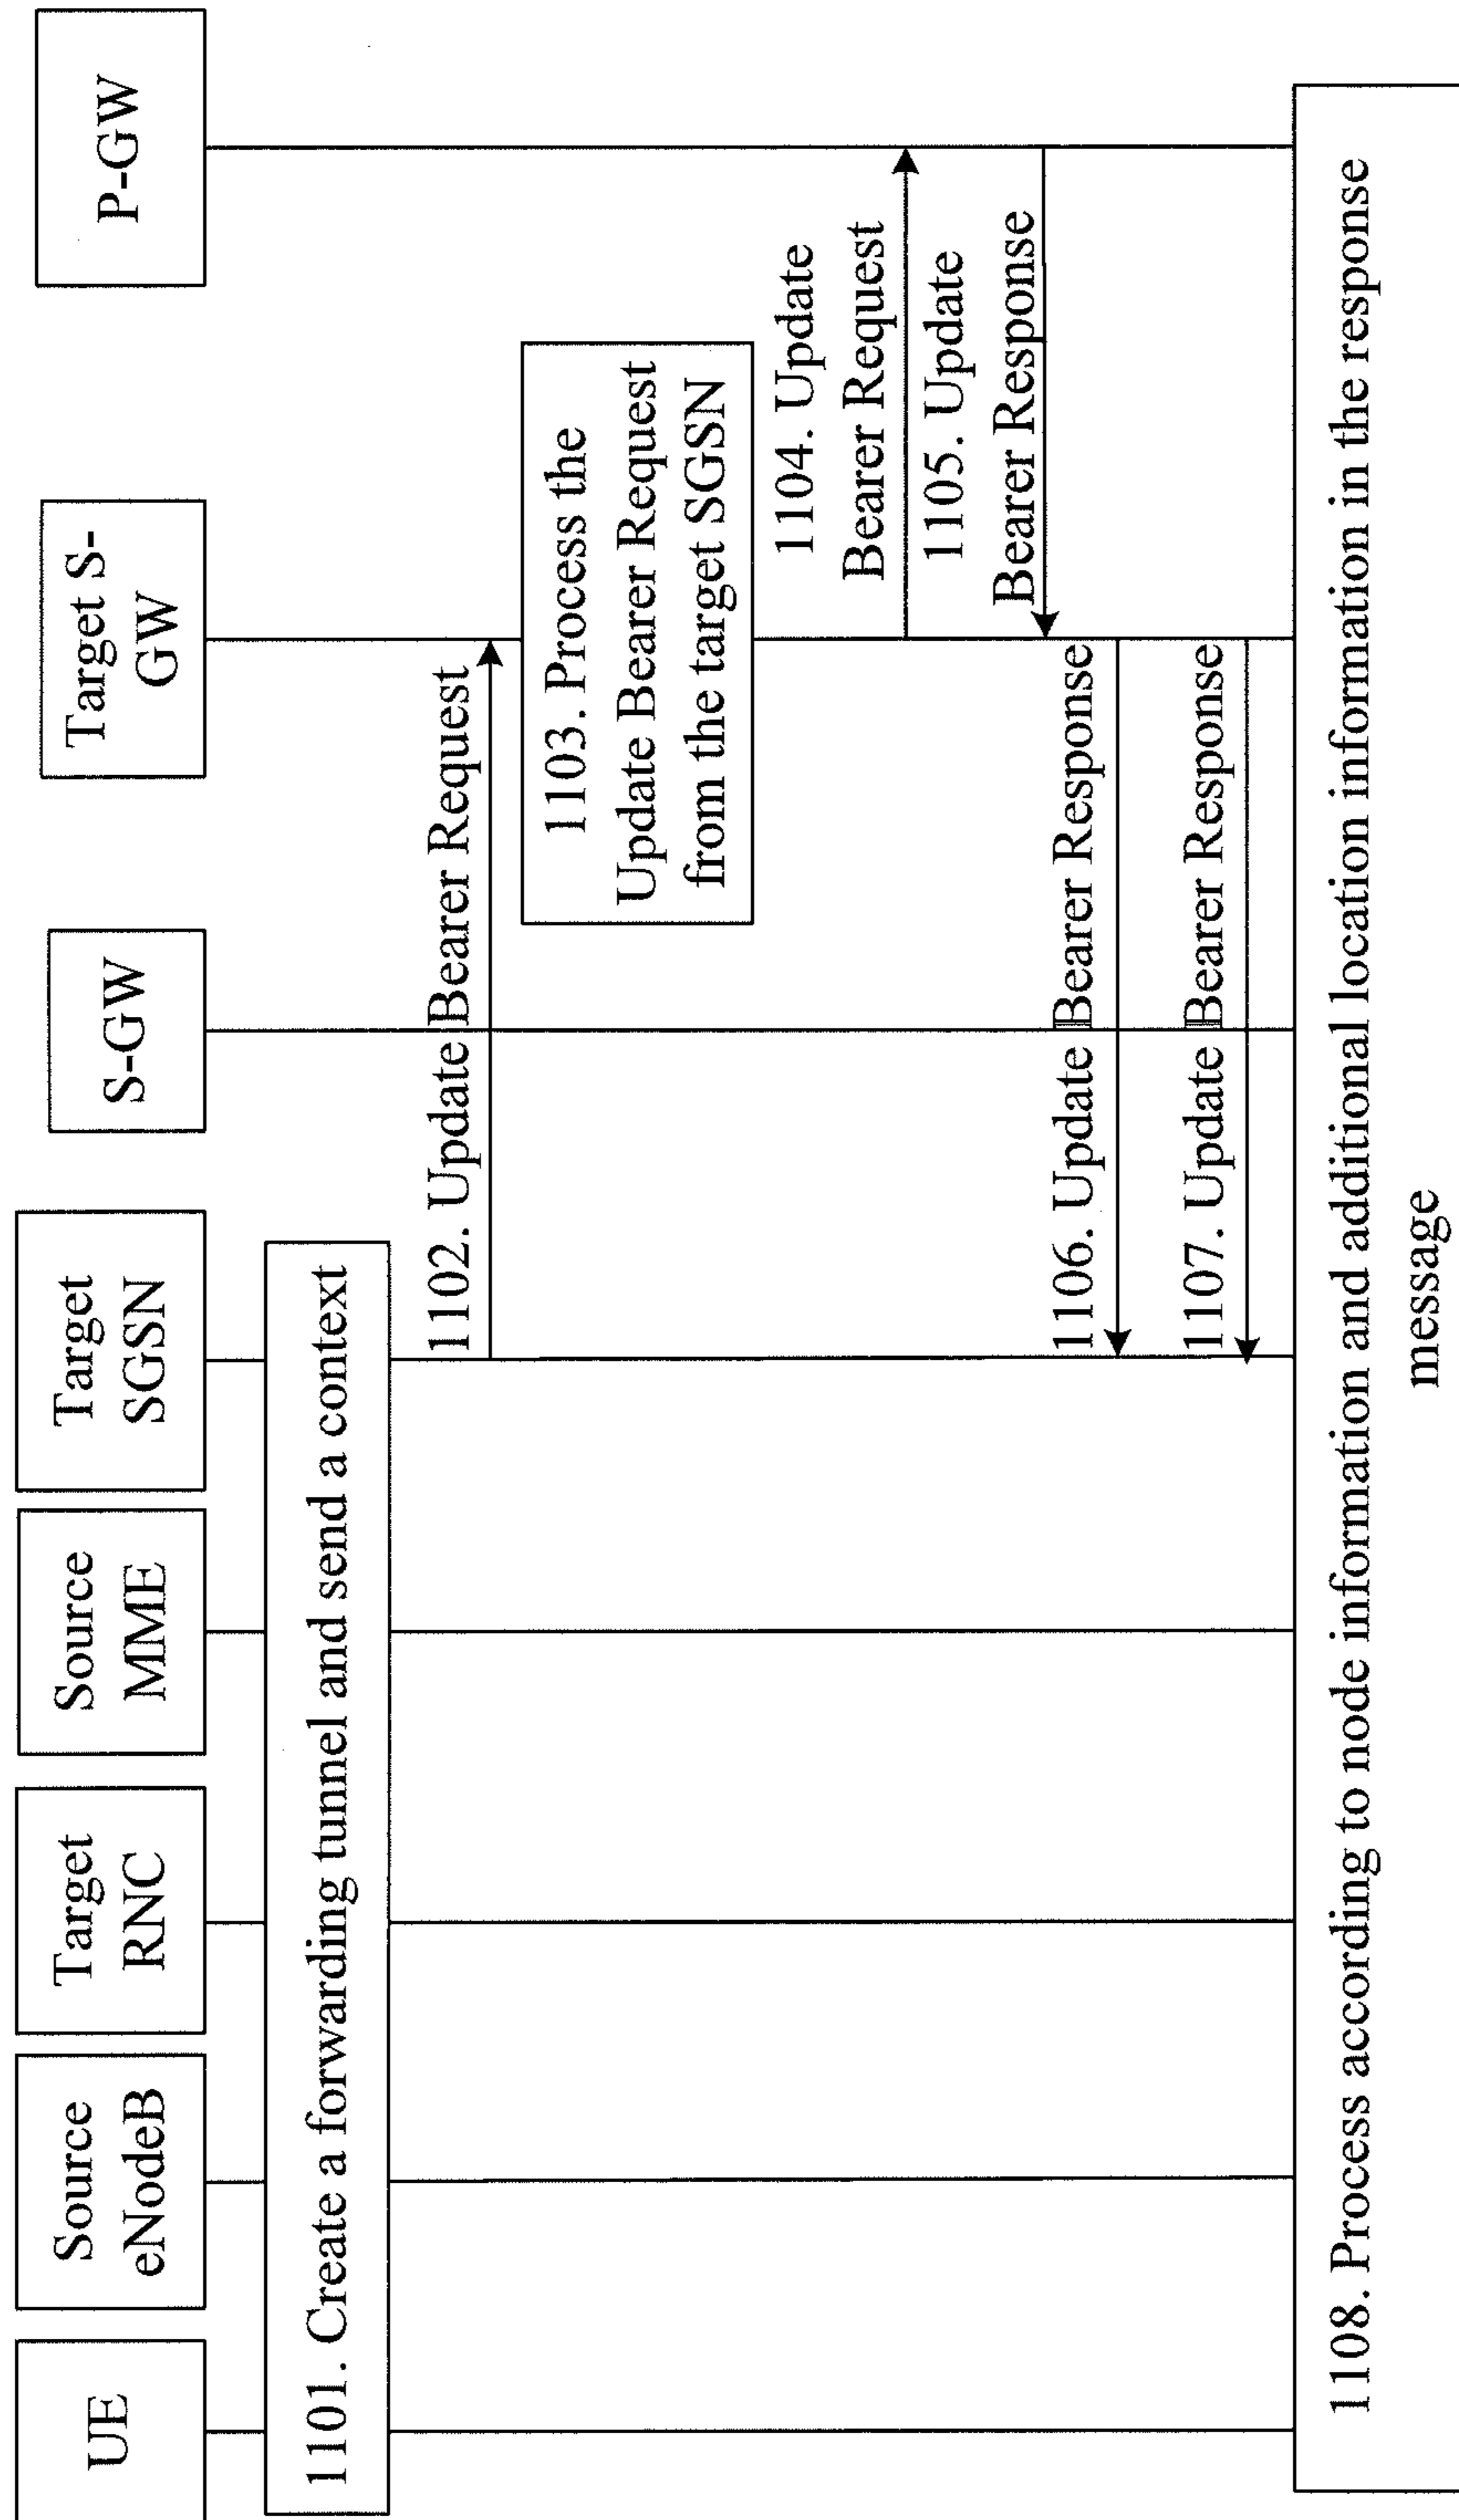 UE
Source
eNodeB
Target
RNC
Source
MME
Target
SGSN
S-GW
Target S-
GW
P-GW
1101. Create a forwarding tunnel and send a context
1102. Update Bearer Request
1103. Process the
Update Bearer Request
from the target SGSN
1104. Update
Bearer Request
1105. Update
Bearer Response
1106. Update Bearer Response
1107. Update Bearer Response
1108. Process according to node information and additional location information in the response
message